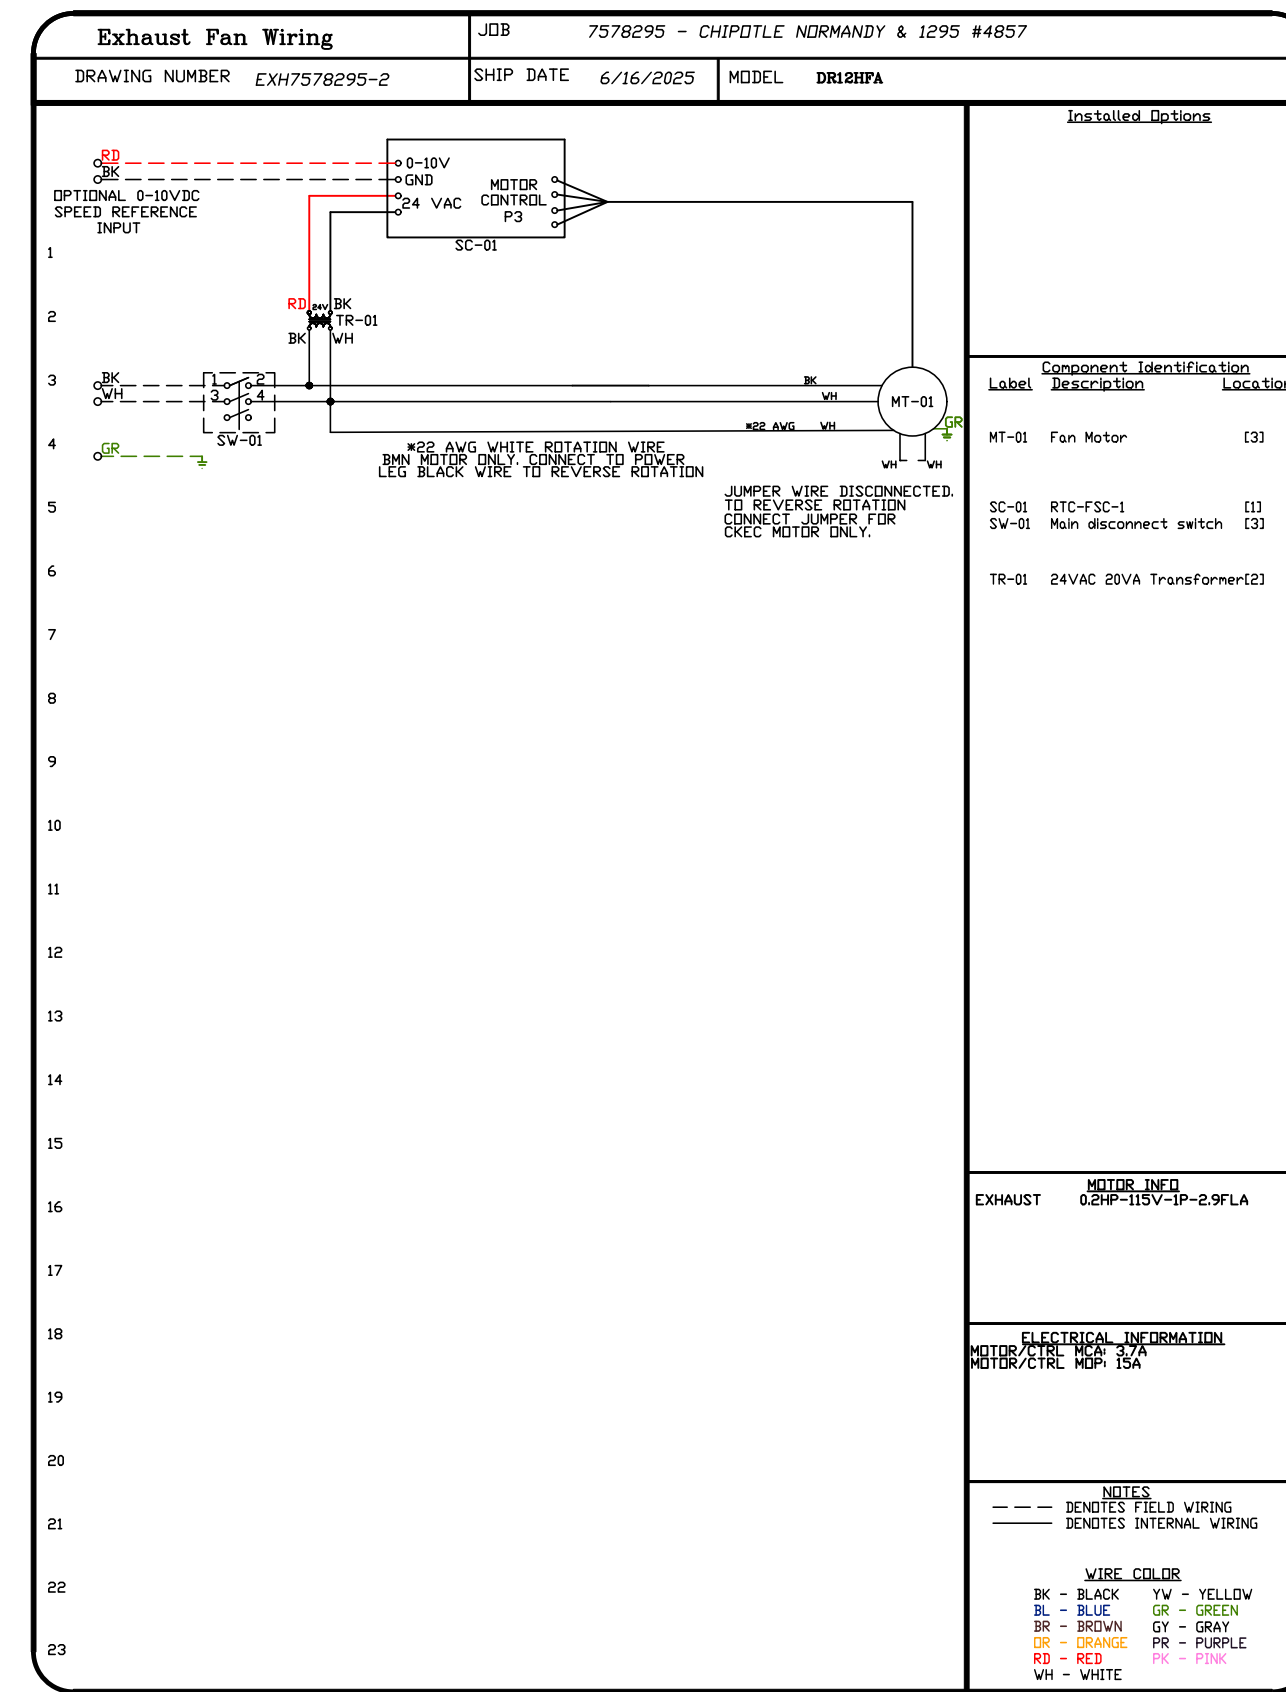 Exhaust Fan Wiring
JOB 7578295 - CHIPOTLE NORMANDY & 1295 #4857
DRAWING NUMBER EXH7578295-2
SHIP DATE 6/16/2025
MODEL DR12HFA
RD
BK
OPTIONAL 0-10VDC
SPEED REFERENCE
INPUT
0-10V
GND
24 VAC
MOTOR
CONTROL
P3
SC-01
RD 24V BK
TR-01
BK WH
BK
WH
1 2
3 4
SW-01
GR
BK
WH
*22 AWG WH
MT-01
GR
WH WH
*22 AWG WHITE ROTATION WIRE
BMN MOTOR ONLY. CONNECT TO POWER
LEG BLACK WIRE TO REVERSE ROTATION
JUMPER WIRE DISCONNECTED.
TO REVERSE ROTATION
CONNECT JUMPER FOR
CKEC MOTOR ONLY.
1
2
3
4
5
6
7
8
9
10
11
12
13
14
15
16
17
18
19
20
21
22
23
Installed Options
Component Identification
Label Description Location
MT-01 Fan Motor [3]
SC-01 RTC-FSC-1 [1]
SW-01 Main disconnect switch [3]
TR-01 24VAC 20VA Transformer[2]
MOTOR INFO
EXHAUST 0.2HP-115V-1P-2.9FLA
ELECTRICAL INFORMATION
MOTOR/CTRL MCA: 3.7A
MOTOR/CTRL MOP: 15A
NOTES
DENOTES FIELD WIRING
DENOTES INTERNAL WIRING
WIRE COLOR
BK - BLACK YW - YELLOW
BL - BLUE GR - GREEN
BR - BROWN GY - GRAY
OR - ORANGE PR - PURPLE
RD - RED PK - PINK
WH - WHITE